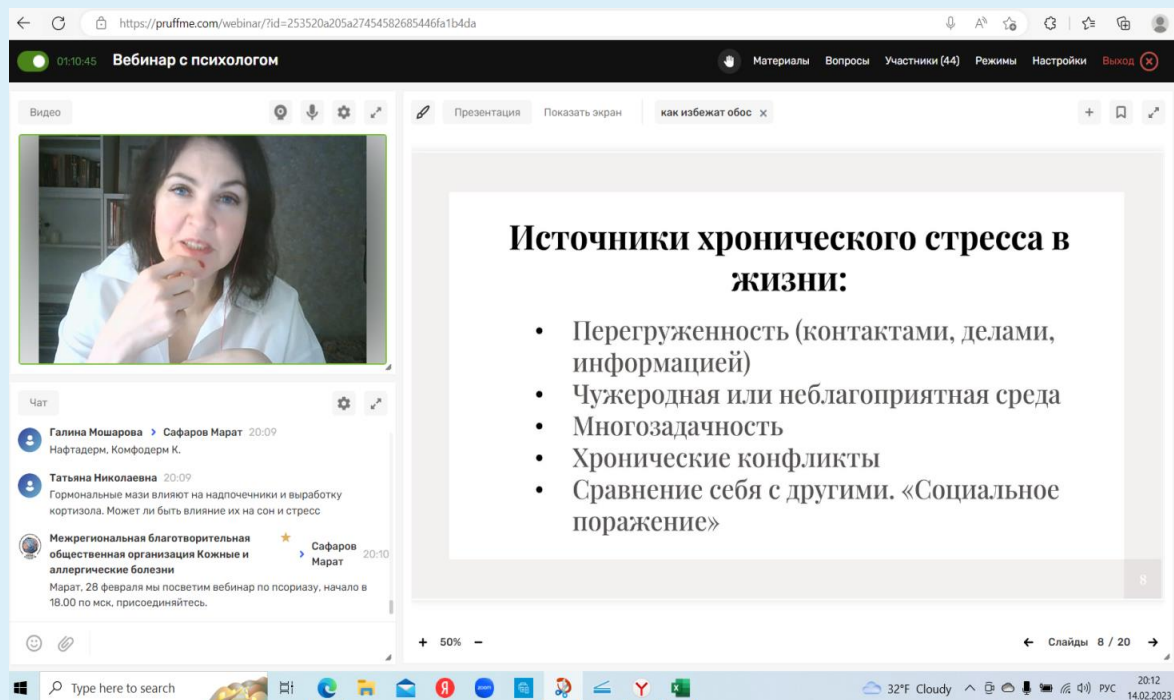 https://pruffme.com/webinar/?id=253520a205a27454582685446fa1b4da
01:10:45 Вебинар с психологом
Материалы Вопросы Участники (44) Режимы Настройки Выход
Видео
Презентация Показать экран как избежат обос
Источники хронического стресса в
жизни:
• Перегруженность (контактами, делами,
информацией)
• Чужеродная или неблагоприятная среда
• Многозадачность
• Хронические конфликты
• Сравнение себя с другими. «Социальное
поражение»
8
Чат
Галина Мошарова > Сафаров Марат 20:09
Нафтадерм, Комфодерм К.
Татьяна Николаевна 20:09
Гормональные мази влияют на надпочечники и выработку
кортизола. Может ли быть влияние их на сон и стресс
Межрегиональная благотворительная
общественная организация Кожные и
аллергические болезни
> Сафаров
Марат
20:10
Марат, 28 февраля мы посветим вебинар по псориазу, начало в
18.00 по мск, присоединяйтесь.
+ 50% −
Слайды 8 / 20
Type here to search
32°F Cloudy
РУС
20:12
14.02.2023